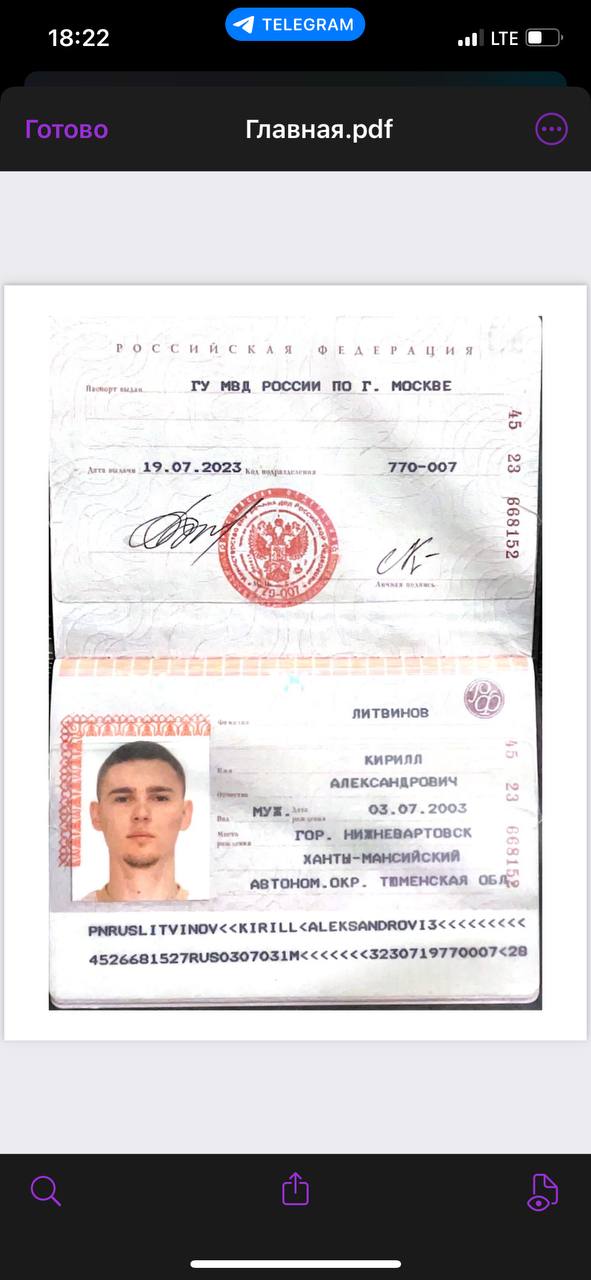 18:22
TELEGRAM
LTE
Готово
Главная.pdf
РОССИЙСКАЯ ФЕДЕРАЦИЯ
Паспорт выдан
ГУ МВД РОССИИ ПО Г. МОСКВЕ
Дата выдачи
19.07.2023
Код подразделения
770-007
45 23 668152
770-007
Личная подпись
Фамилия
ЛИТВИНОВ
Имя
КИРИЛЛ
Отчество
АЛЕКСАНДРОВИЧ
МУЖ.
Дата рождения
03.07.2003
Место рождения
ГОР. НИЖНЕВАРТОВСК
ХАНТЫ-МАНСИЙСКИЙ
АВТОНОМ.ОКР. ТЮМЕНСКАЯ ОБЛ.
45 23 668152
PNRUSLITVINOV<<KIRILL<ALEKSANDROVI3<<<<<<<<<
4526681527RUS0307031M<<<<<<<3230719770007<28